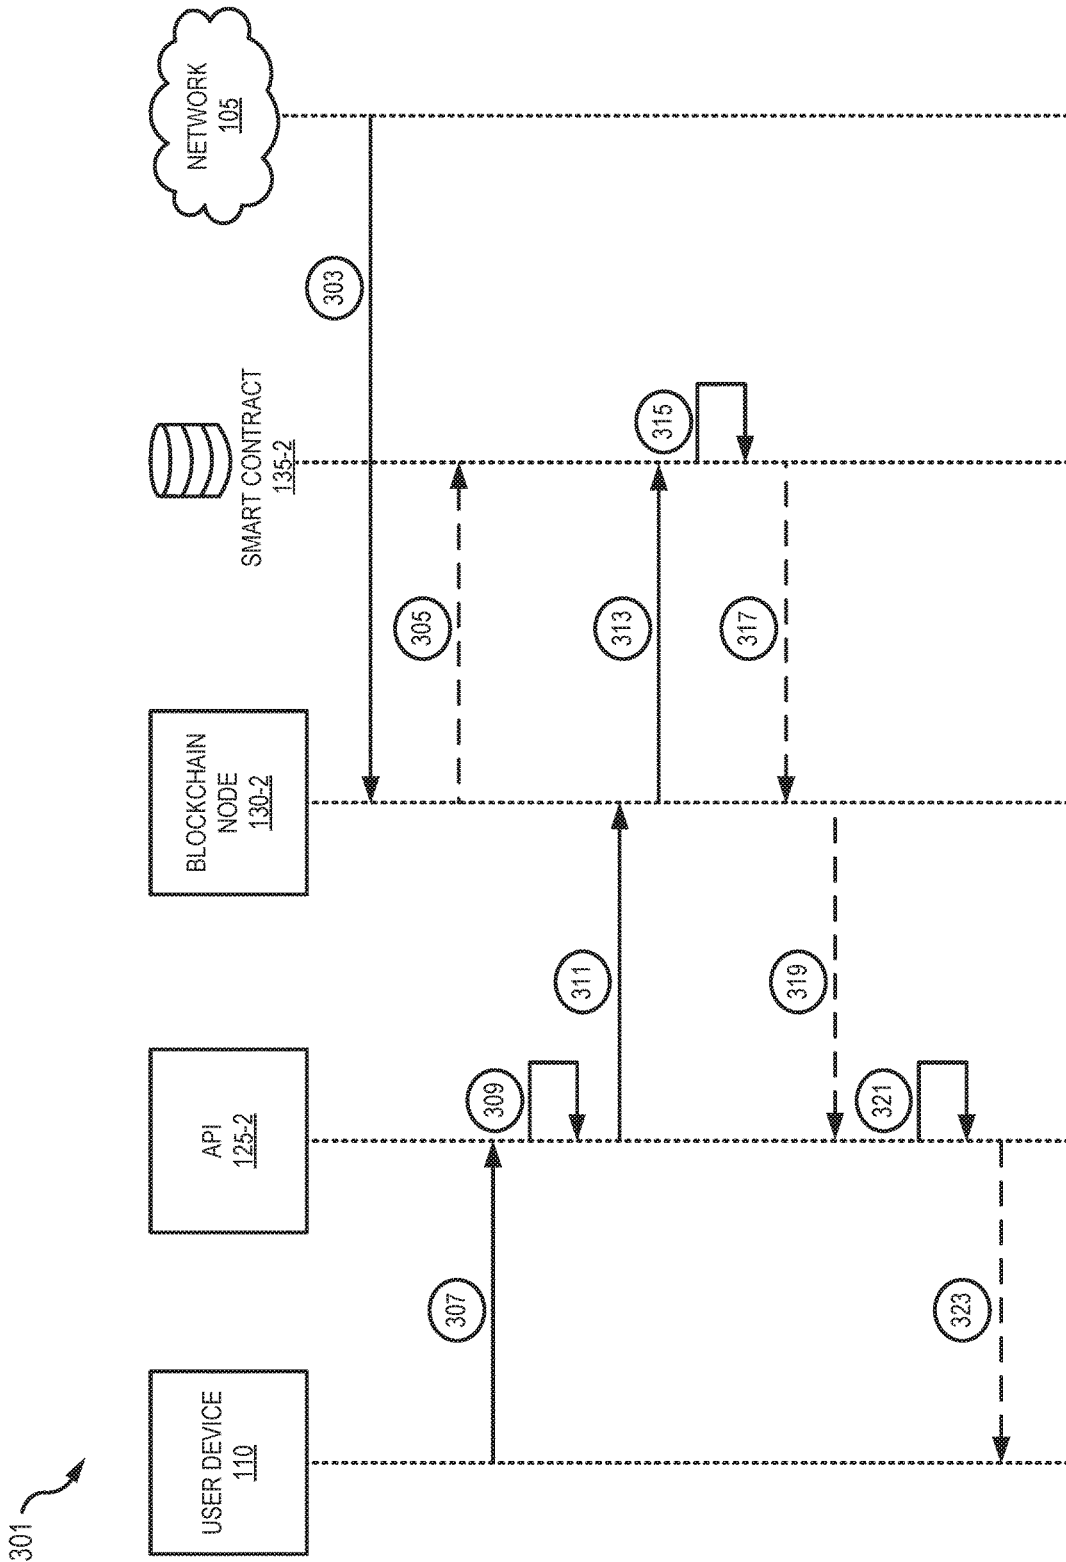 301
USER DEVICE
110
API
125-2
BLOCKCHAIN
NODE
130-2
SMART CONTRACT
135-2
NETWORK
105
303
305
307
309
311
313
315
317
319
321
323